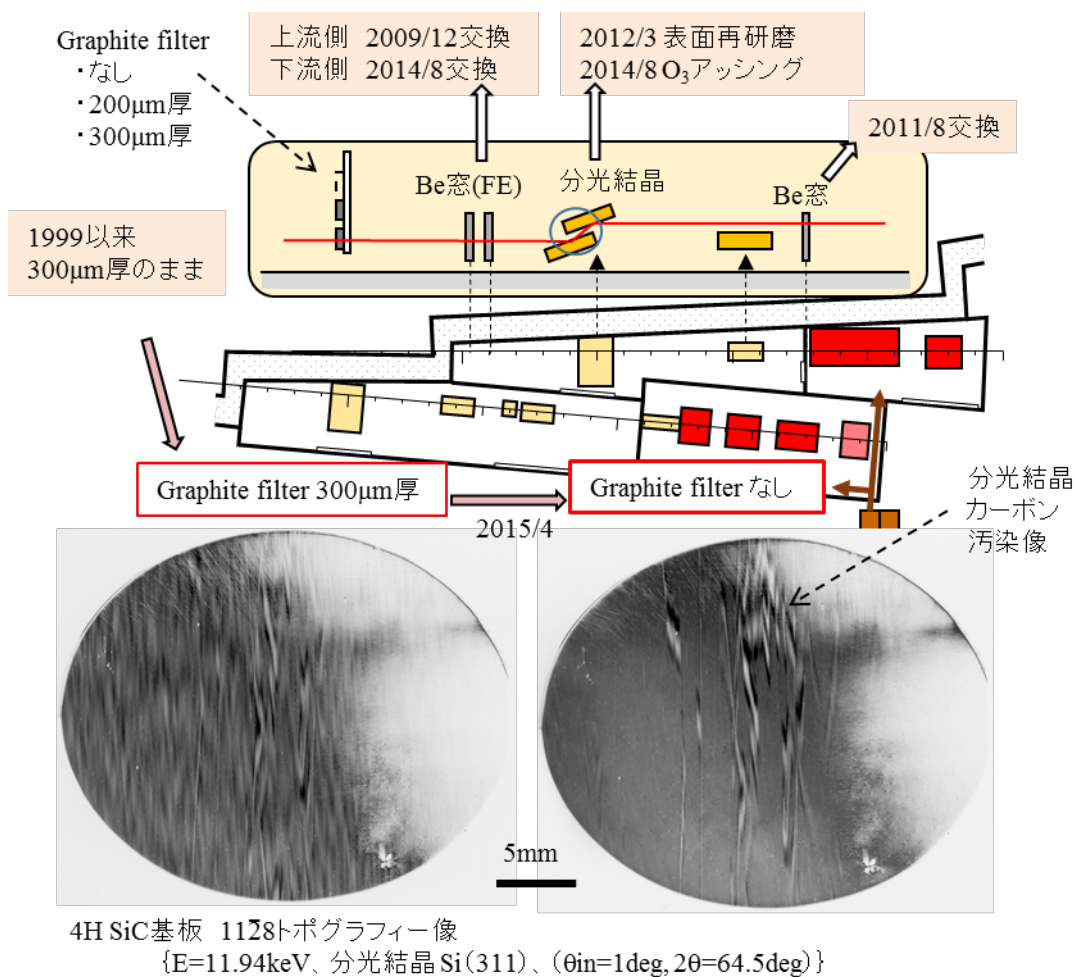 Graphite filter
・なし
・200μm厚
・300μm厚
上流側 2009/12交換
下流側 2014/8交換
2012/3 表面再研磨
2014/8 O₃アッシング
2011/8交換
Be窓(FE)
分光結晶
Be窓
1999以来
300μm厚のまま
Graphite filter 300μm厚
2015/4
Graphite filter なし
分光結晶
カーボン
汚染像
5mm
4H SiC基板 112̅8トポグラフィー像
{E=11.94keV、分光結晶 Si(311)、(θin=1deg, 2θ=64.5deg)}